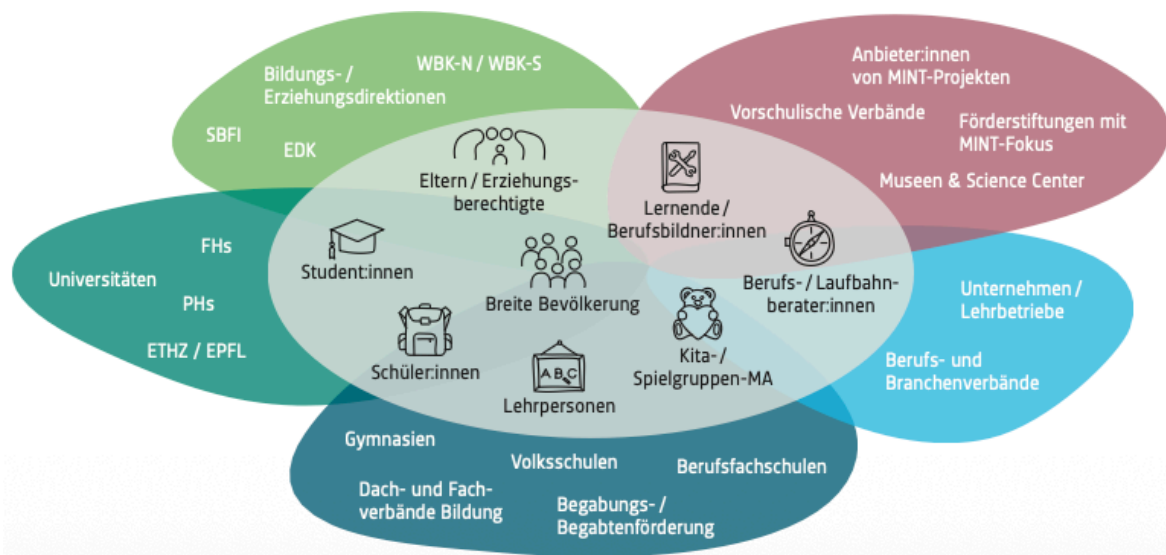 WBK-N / WBK-S
Bildungs- /
Erziehungsdirektionen
SBFI
EDK
Anbieter:innen
von MINT-Projekten
Vorschulische Verbände
Förderstiftungen mit
MINT-Fokus
Museen & Science Center
Eltern / Erziehungs-
berechtigte
Lernende /
Berufsbildner:innen
FHs
Universitäten
PHs
ETHZ / EPFL
Student:innen
Breite Bevölkerung
Berufs- / Laufbahn-
berater:innen
Unternehmen /
Lehrbetriebe
Berufs- und
Branchenverbände
Schüler:innen
A B C
Lehrpersonen
Kita- /
Spielgruppen-MA
Gymnasien
Volksschulen
Berufsfachschulen
Dach- und Fach-
verbände Bildung
Begabungs- /
Begabtenförderung